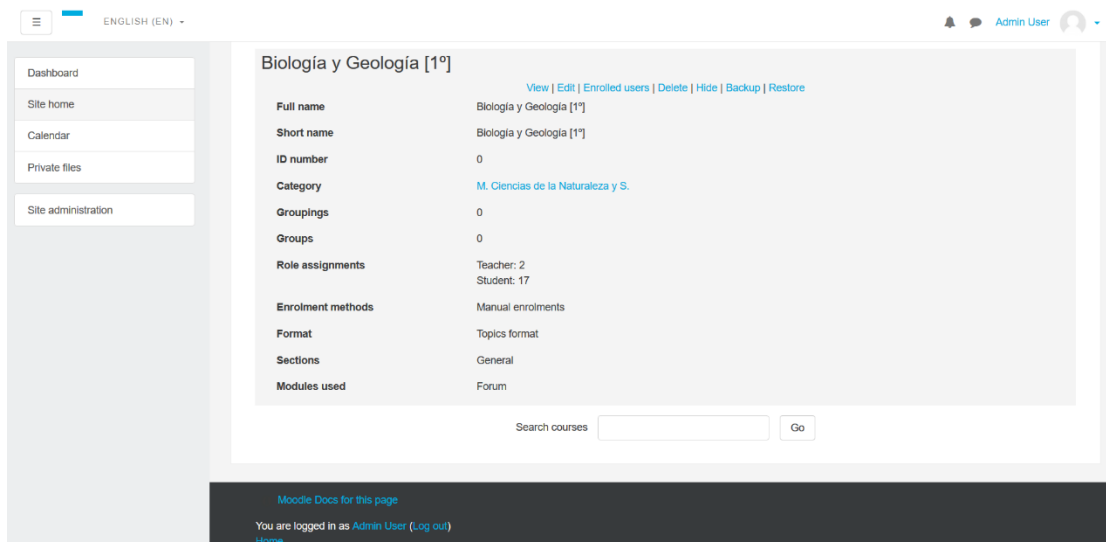 ENGLISH (EN)
Admin User
Dashboard
Site home
Calendar
Private files
Site administration
Biología y Geología [1º]
View | Edit | Enrolled users | Delete | Hide | Backup | Restore
Full name Biología y Geología [1º]
Short name Biología y Geología [1º]
ID number 0
Category M. Ciencias de la Naturaleza y S.
Groupings 0
Groups 0
Role assignments Teacher: 2
Student: 17
Enrolment methods Manual enrolments
Format Topics format
Sections General
Modules used Forum
Search courses Go
Moodle Docs for this page
You are logged in as Admin User (Log out)
Home